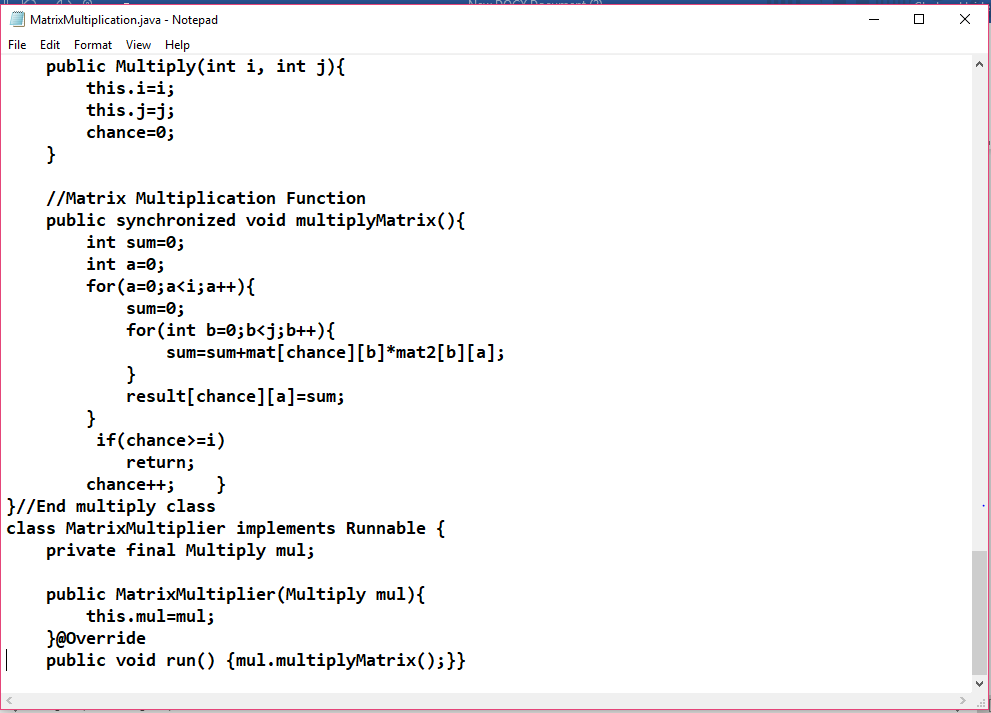 MatrixMultiplication.java - Notepad
File Edit Format View Help
public Multiply(int i, int j){
this.i=i;
this.j=j;
chance=0;
}
//Matrix Multiplication Function
public synchronized void multiplyMatrix(){
int sum=0;
int a=0;
for(a=0;a<i;a++){
sum=0;
for(int b=0;b<j;b++){
sum=sum+mat[chance][b]*mat2[b][a];
}
result[chance][a]=sum;
}
if(chance>=i)
return;
chance++;    }
}//End multiply class
class MatrixMultiplier implements Runnable {
private final Multiply mul;
public MatrixMultiplier(Multiply mul){
this.mul=mul;
}@Override
public void run() {mul.multiplyMatrix();}}